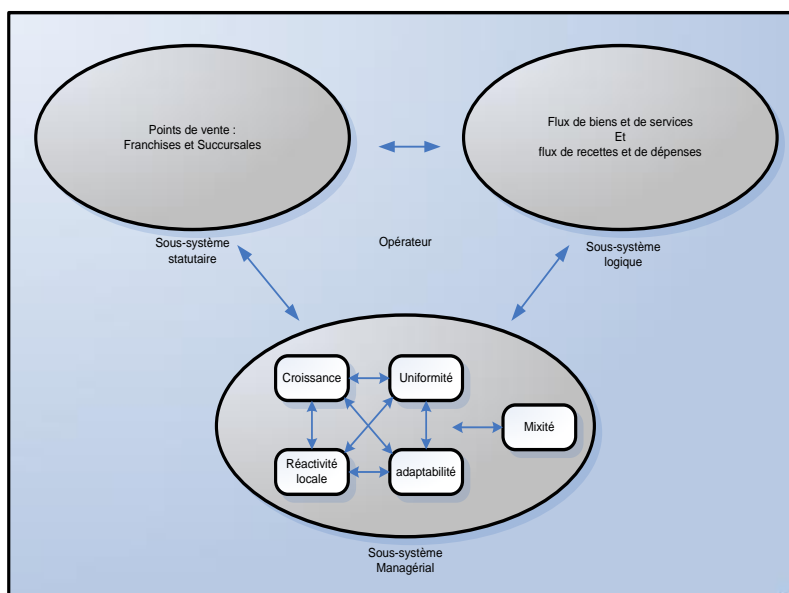 Points de vente :
Franchises et Succursales
Flux de biens et de services
Et
flux de recettes et de dépenses
Sous-système
statutaire
Opérateur
Sous-système
logique
Croissance
Uniformité
Mixité
Réactivité
locale
adaptabilité
Sous-système
Managérial